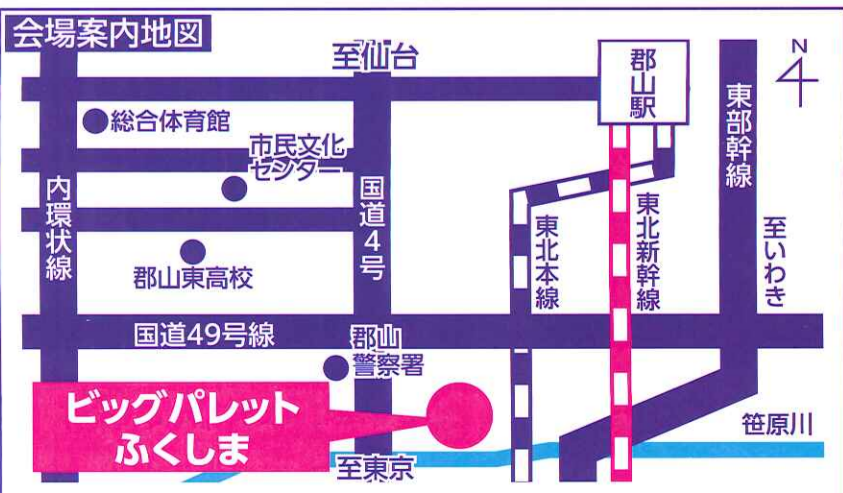 会場案内地図
至仙台
郡山駅
N
東部幹線
総合体育館
市民文化
センター
内環状線
国道4号
東北本線
東北新幹線
至いわき
郡山東高校
国道49号線
郡山
警察署
ビッグパレット
ふくしま
笹原川
至東京